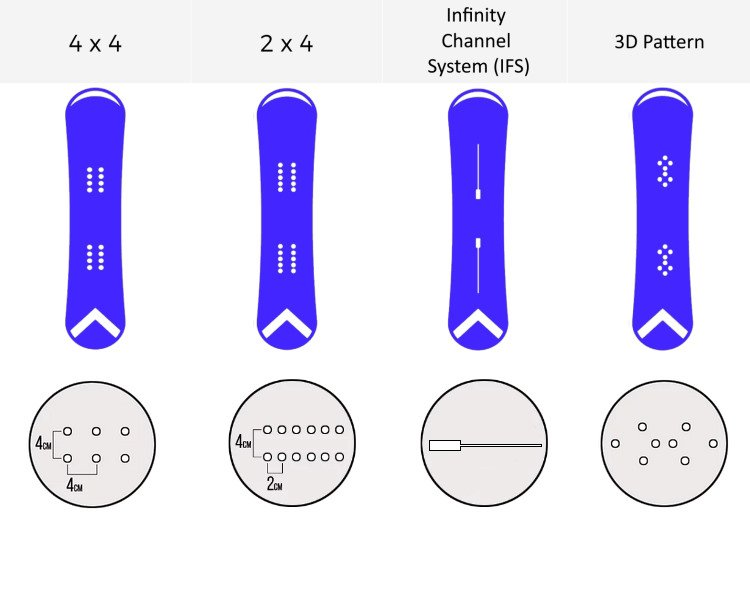 4 x 4
2 x 4
Infinity
Channel
System (IFS)
3D Pattern
4CM
4CM
4CM
2CM